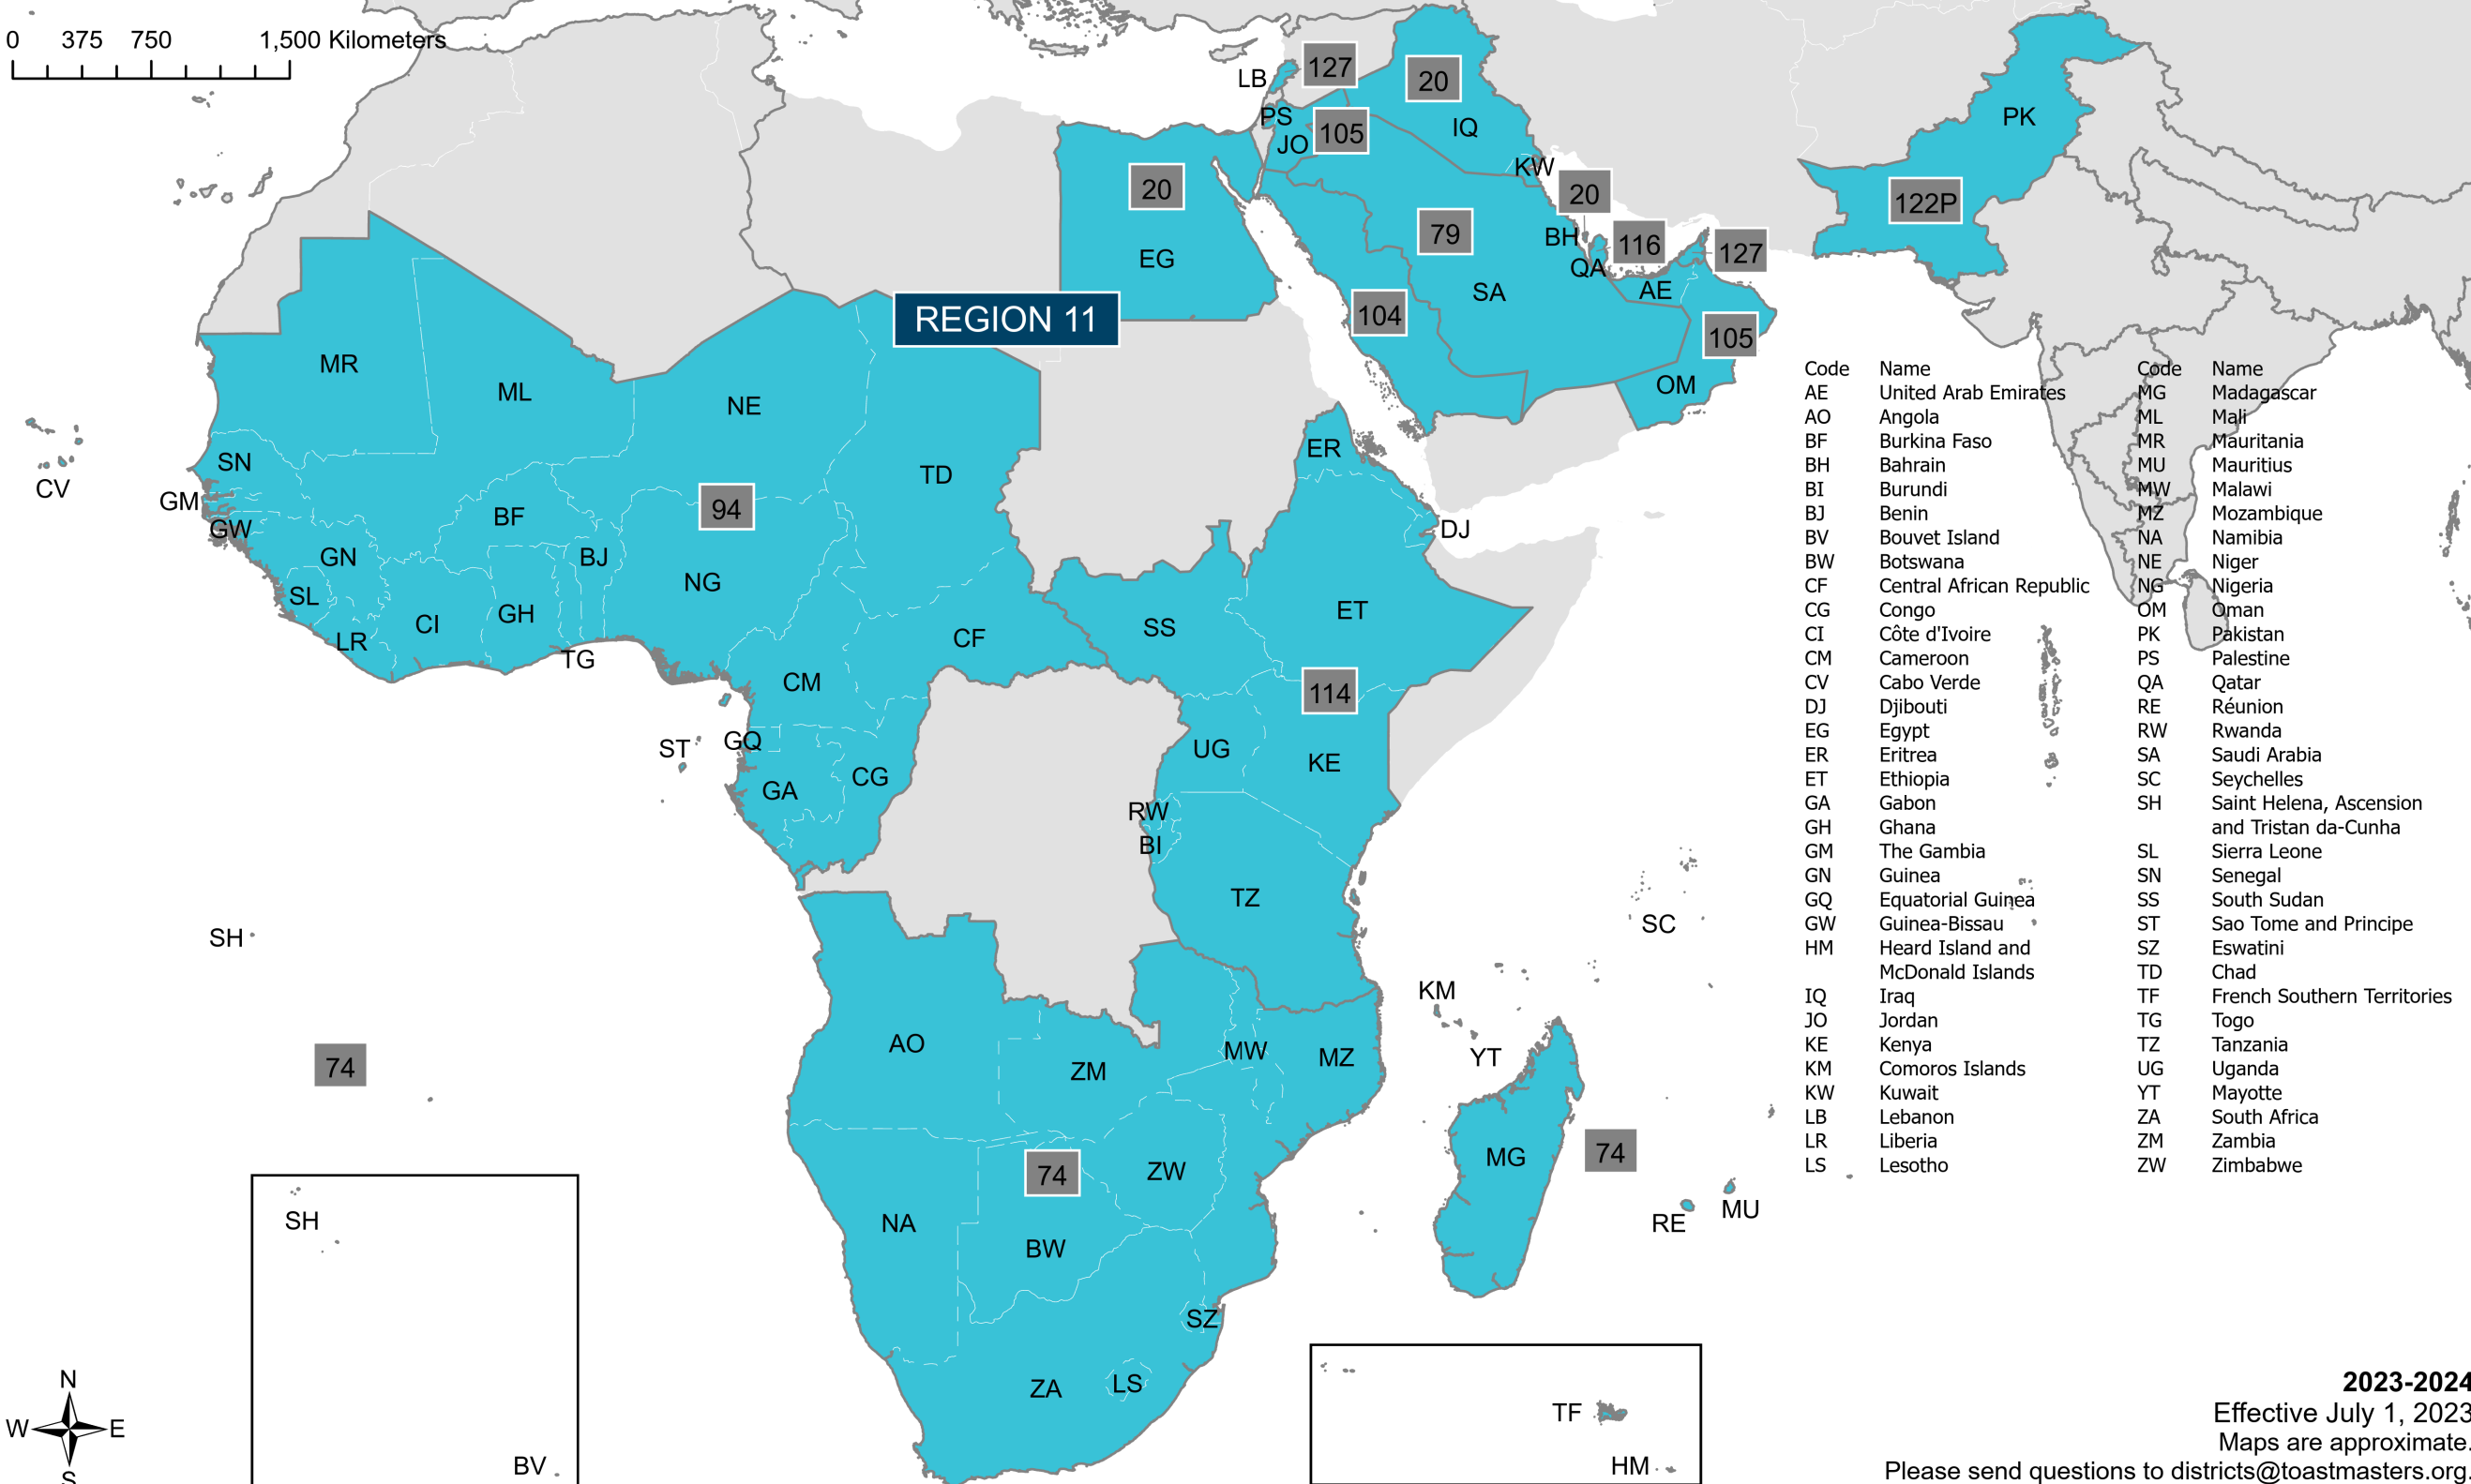 0 375 750 1,500 Kilometers
LB
127
20
PS
105
JO
IQ
KW
PK
122P
20
EG
79
SA
20
BH
116
QA
127
AE
104
105
OM
REGION 11
MR
ML
NE
TD
ER
SN
CV
GM
GW
BF
94
DJ
GN
BJ
NG
SL
CI
GH
LR
TG
SS
ET
CF
CM
114
ST
GQ
GA
CG
UG
KE
RW
BI
TZ
SC
SH
KM
AO
ZM
MW
MZ
YT
74
74
ZW
MG
74
NA
BW
RE
MU
SZ
ZA
LS
SH
BV
TF
HM
N
W E
S
Code Name
AE United Arab Emirates
AO Angola
BF Burkina Faso
BH Bahrain
BI Burundi
BJ Benin
BV Bouvet Island
BW Botswana
CF Central African Republic
CG Congo
CI Côte d'Ivoire
CM Cameroon
CV Cabo Verde
DJ Djibouti
EG Egypt
ER Eritrea
ET Ethiopia
GA Gabon
GH Ghana
GM The Gambia
GN Guinea
GQ Equatorial Guinea
GW Guinea-Bissau
HM Heard Island and
McDonald Islands
IQ Iraq
JO Jordan
KE Kenya
KM Comoros Islands
KW Kuwait
LB Lebanon
LR Liberia
LS Lesotho
Code Name
MG Madagascar
ML Mali
MR Mauritania
MU Mauritius
MW Malawi
MZ Mozambique
NA Namibia
NE Niger
NG Nigeria
OM Oman
PK Pakistan
PS Palestine
QA Qatar
RE Réunion
RW Rwanda
SA Saudi Arabia
SC Seychelles
SH Saint Helena, Ascension
and Tristan da-Cunha
SL Sierra Leone
SN Senegal
SS South Sudan
ST Sao Tome and Principe
SZ Eswatini
TD Chad
TF French Southern Territories
TG Togo
TZ Tanzania
UG Uganda
YT Mayotte
ZA South Africa
ZM Zambia
ZW Zimbabwe
2023-2024
Effective July 1, 2023
Maps are approximate.
Please send questions to districts@toastmasters.org.